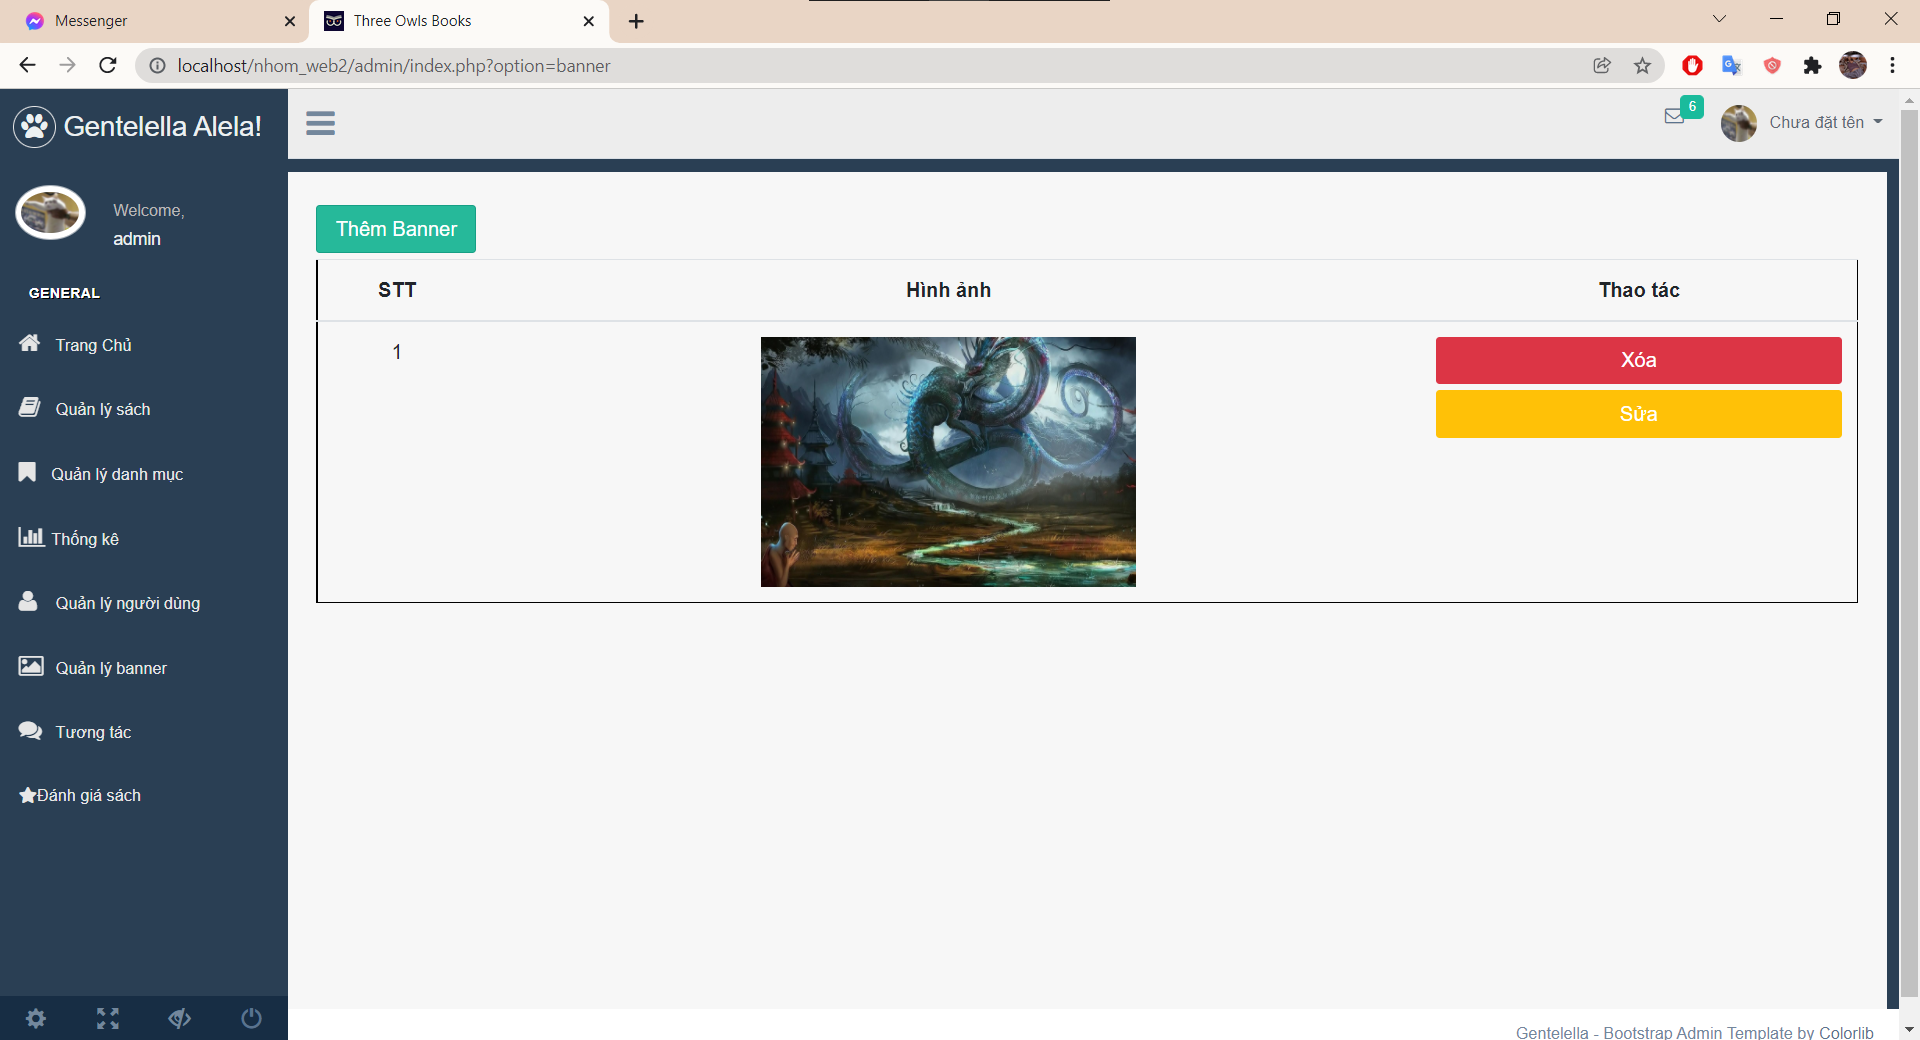 Messenger
Three Owls Books
localhost/nhom_web2/admin/index.php?option=banner
Gentelella Alela!
6
Chưa đặt tên
Welcome,
admin
GENERAL
Trang Chủ
Quản lý sách
Quản lý danh mục
Thống kê
Quản lý người dùng
Quản lý banner
Tương tác
Đánh giá sách
Thêm Banner
STT Hình ảnh Thao tác
1
Xóa
Sửa
Gentelella - Bootstrap Admin Template by Colorlib